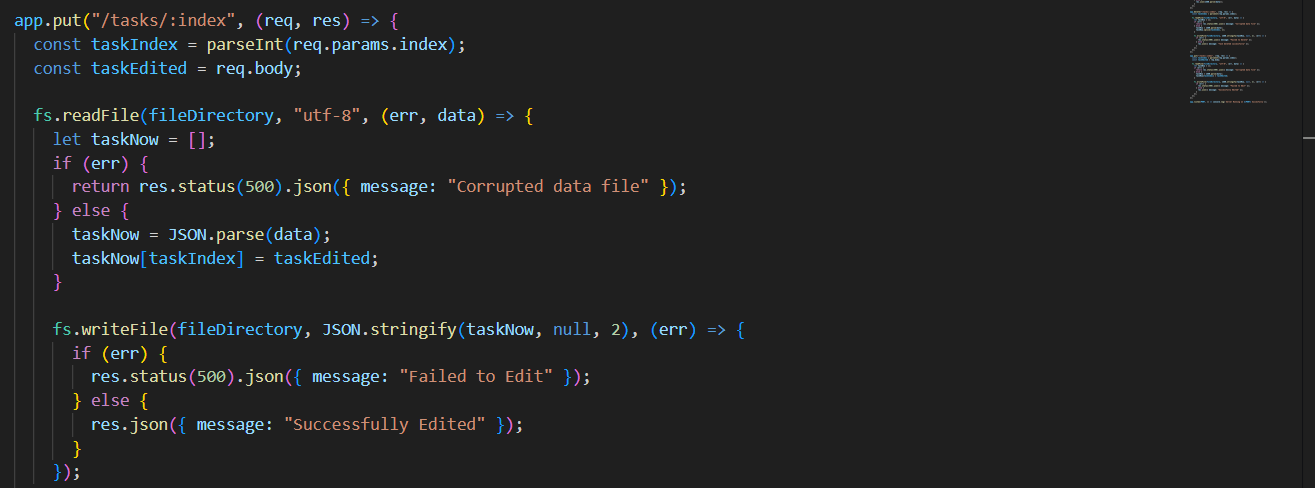 app.put("/tasks/:index", (req, res) => {
  const taskIndex = parseInt(req.params.index);
  const taskEdited = req.body;

  fs.readFile(fileDirectory, "utf-8", (err, data) => {
    let taskNow = [];
    if (err) {
      return res.status(500).json({ message: "Corrupted data file" });
    } else {
      taskNow = JSON.parse(data);
      taskNow[taskIndex] = taskEdited;
    }

    fs.writeFile(fileDirectory, JSON.stringify(taskNow, null, 2), (err) => {
      if (err) {
        res.status(500).json({ message: "Failed to Edit" });
      } else {
        res.json({ message: "Successfully Edited" });
      }
    });